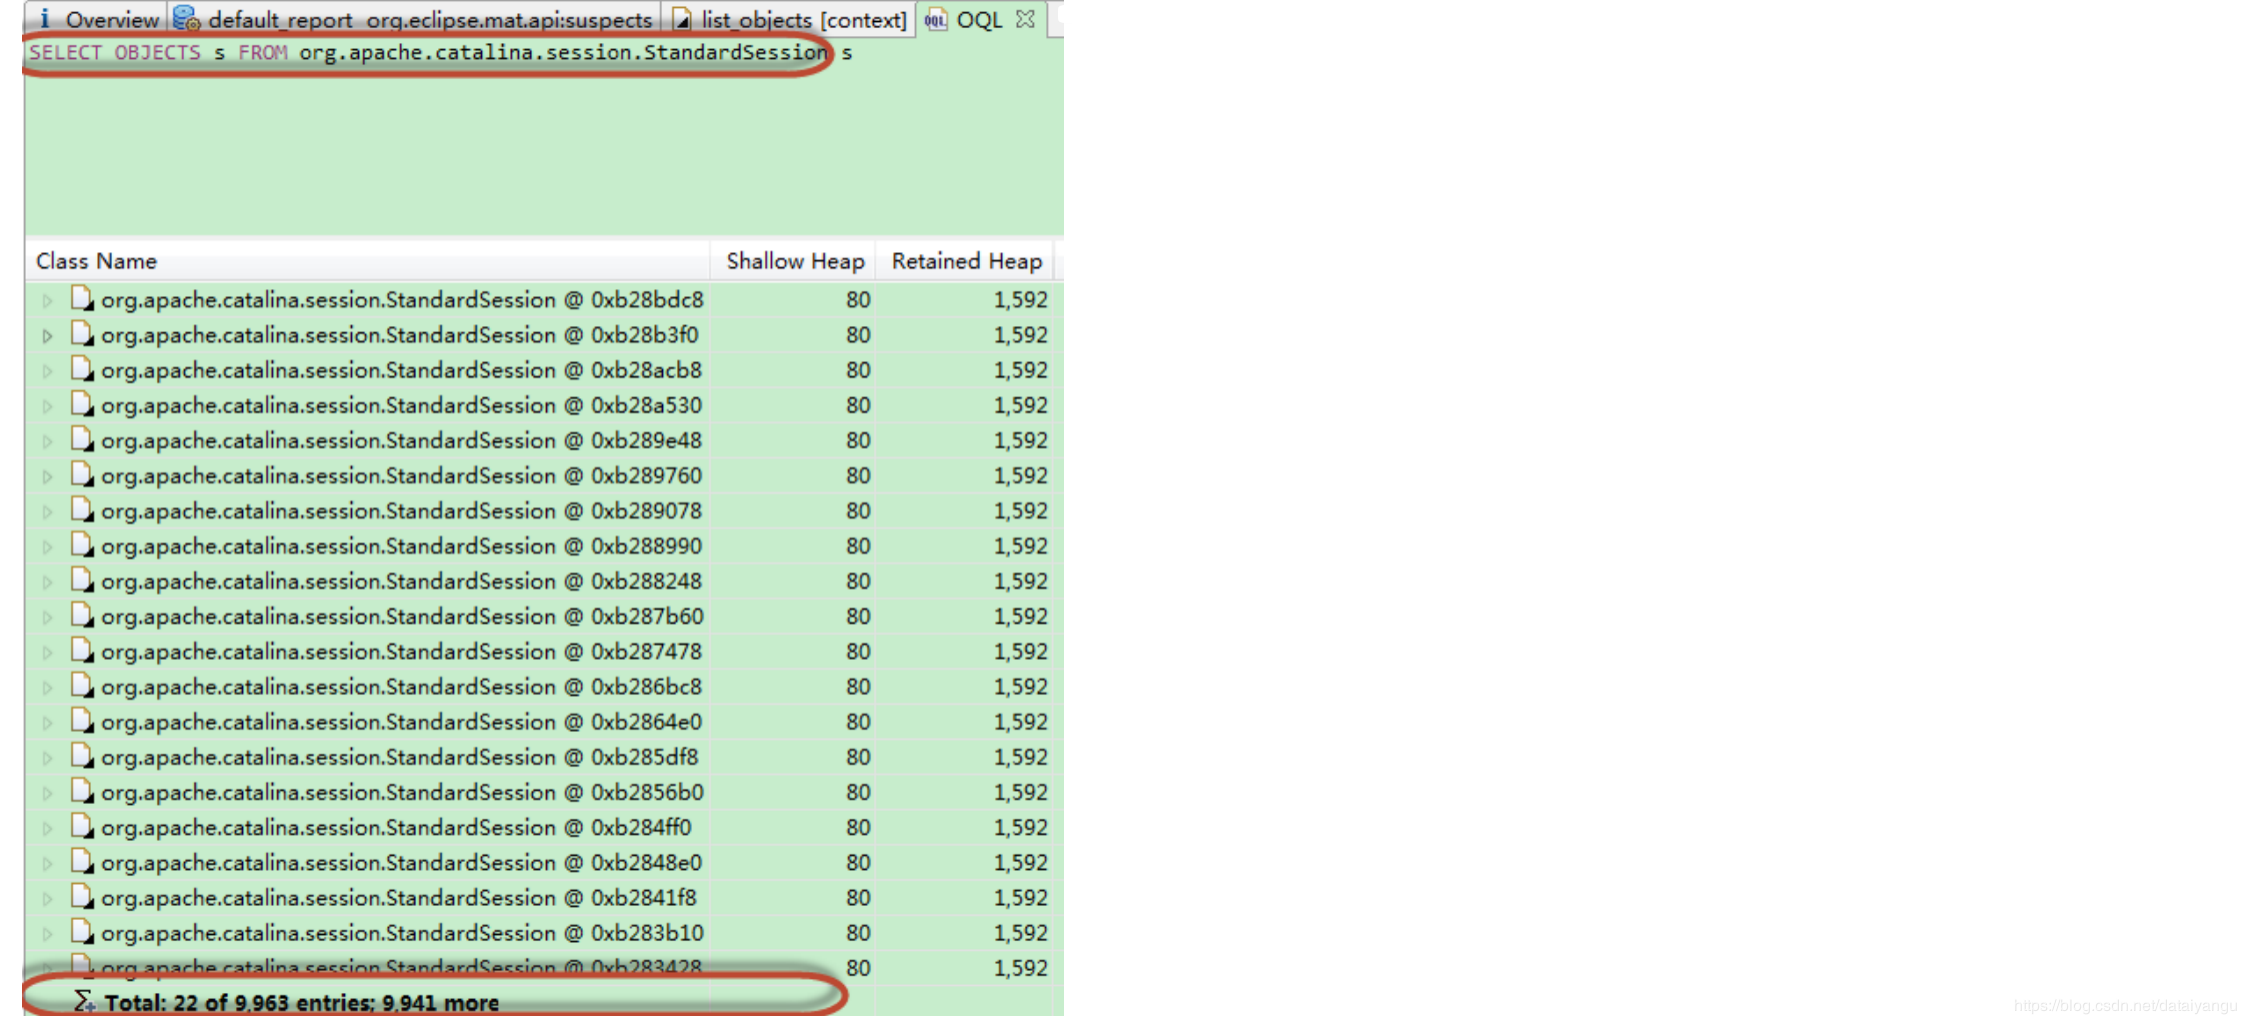 i Overview default_report org.eclipse.mat.api:suspects list_objects [context] OQL
SELECT OBJECTS s FROM org.apache.catalina.session.StandardSession s
Class Name Shallow Heap Retained Heap
org.apache.catalina.session.StandardSession @ 0xb28bdc8 80 1,592
org.apache.catalina.session.StandardSession @ 0xb28b3f0 80 1,592
org.apache.catalina.session.StandardSession @ 0xb28acb8 80 1,592
org.apache.catalina.session.StandardSession @ 0xb28a530 80 1,592
org.apache.catalina.session.StandardSession @ 0xb289e48 80 1,592
org.apache.catalina.session.StandardSession @ 0xb289760 80 1,592
org.apache.catalina.session.StandardSession @ 0xb289078 80 1,592
org.apache.catalina.session.StandardSession @ 0xb288990 80 1,592
org.apache.catalina.session.StandardSession @ 0xb288248 80 1,592
org.apache.catalina.session.StandardSession @ 0xb287b60 80 1,592
org.apache.catalina.session.StandardSession @ 0xb287478 80 1,592
org.apache.catalina.session.StandardSession @ 0xb286bc8 80 1,592
org.apache.catalina.session.StandardSession @ 0xb2864e0 80 1,592
org.apache.catalina.session.StandardSession @ 0xb285df8 80 1,592
org.apache.catalina.session.StandardSession @ 0xb2856b0 80 1,592
org.apache.catalina.session.StandardSession @ 0xb284ff0 80 1,592
org.apache.catalina.session.StandardSession @ 0xb2848e0 80 1,592
org.apache.catalina.session.StandardSession @ 0xb2841f8 80 1,592
org.apache.catalina.session.StandardSession @ 0xb283b10 80 1,592
org.apache.catalina.session.StandardSession @ 0xb283428 80 1,592
Total: 22 of 9,963 entries; 9,941 more
https://blog.csdn.net/dataiyangu